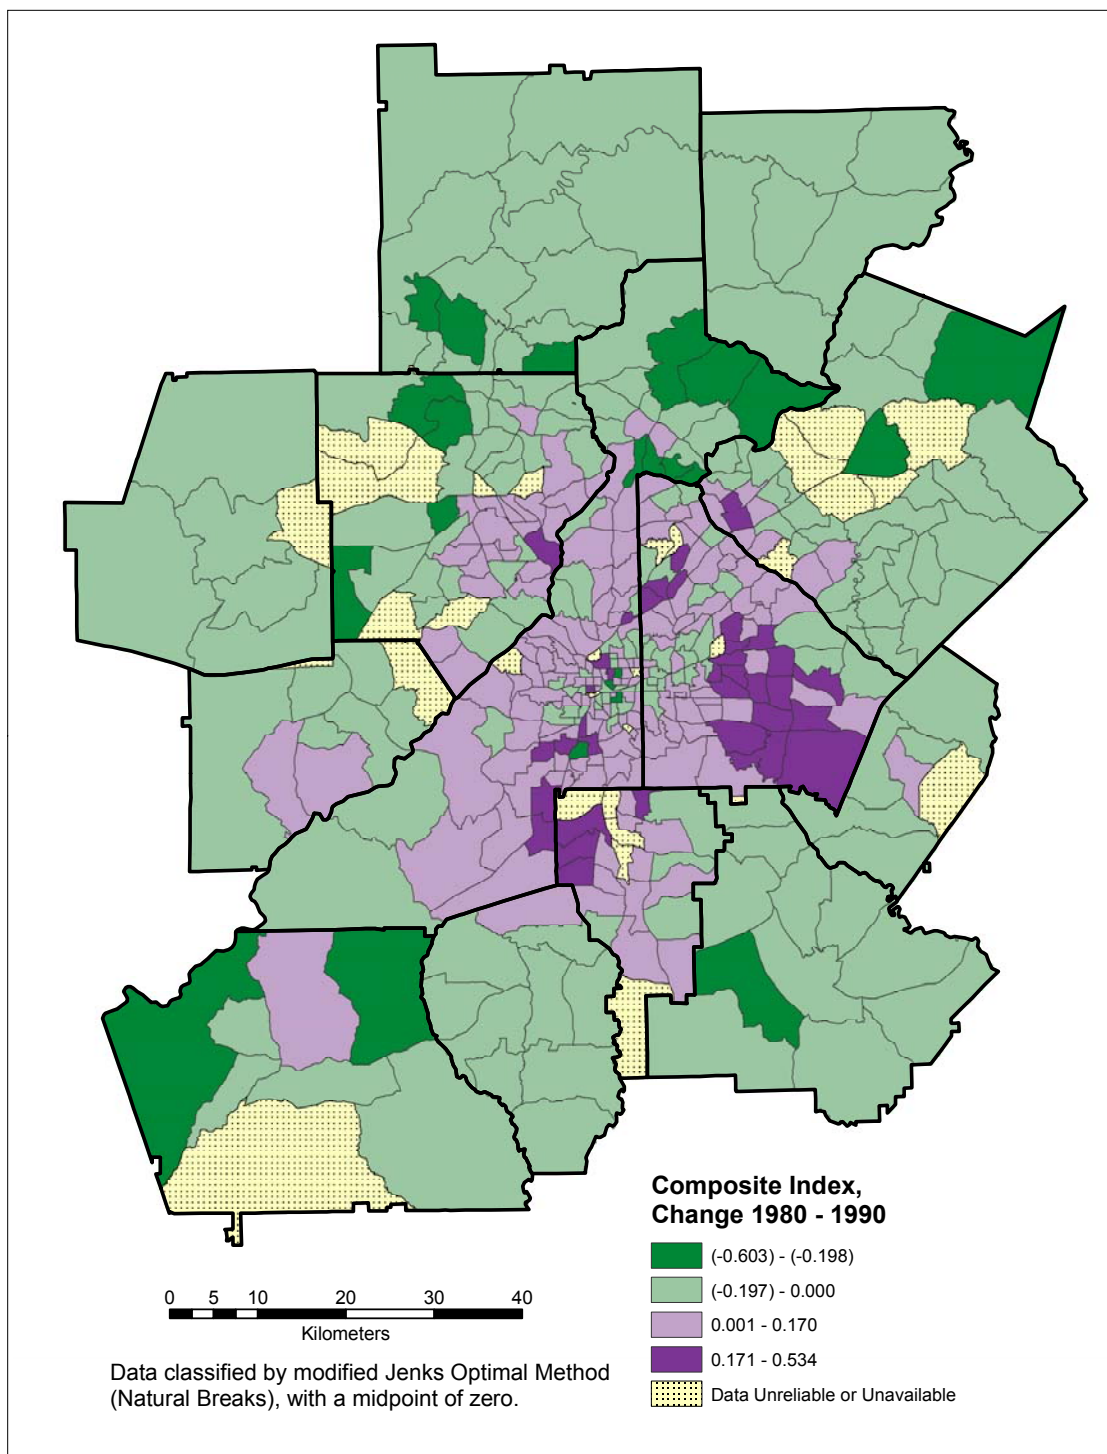 Composite Index,
Change 1980 - 1990
(-0.603) - (-0.198)
(-0.197) - 0.000
0.001 - 0.170
0.171 - 0.534
Data Unreliable or Unavailable
0 5 10 20 30 40
Kilometers
Data classified by modified Jenks Optimal Method
(Natural Breaks), with a midpoint of zero.